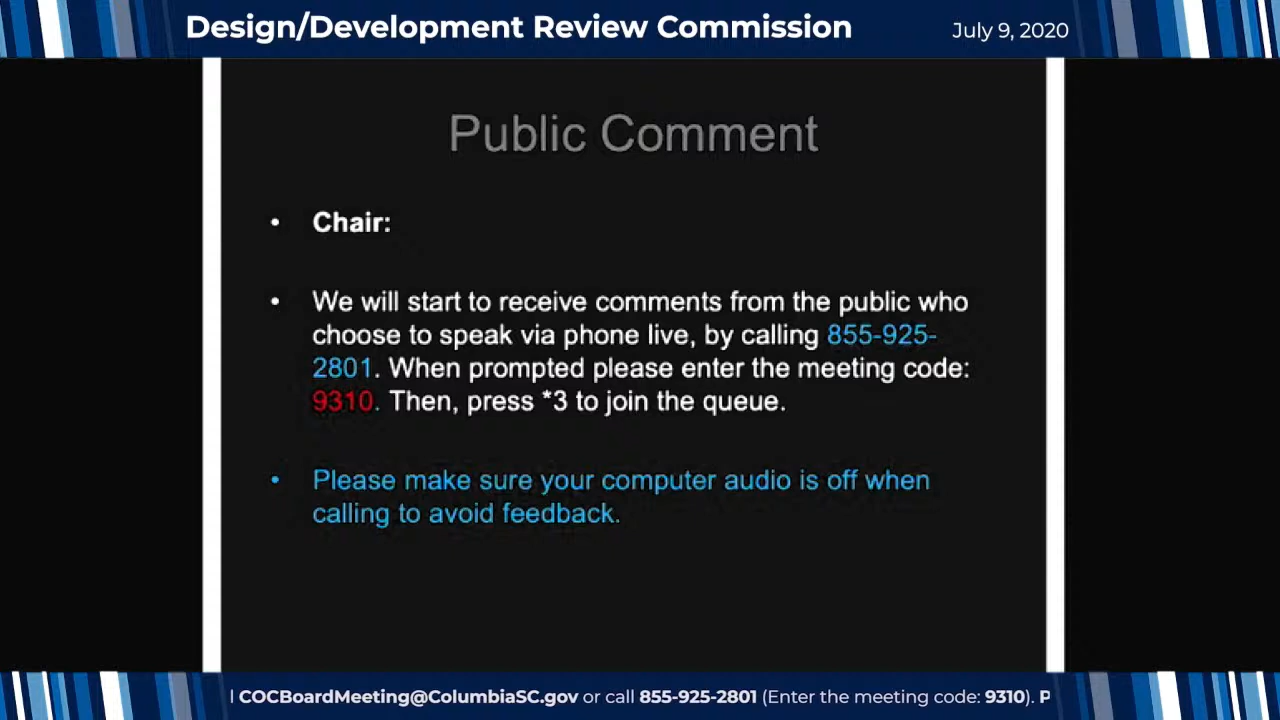 Design/Development Review Commission
July 9, 2020
Public Comment
• Chair:
• We will start to receive comments from the public who
choose to speak via phone live, by calling 855-925-
2801. When prompted please enter the meeting code:
9310. Then, press *3 to join the queue.
• Please make sure your computer audio is off when
calling to avoid feedback.
COCBoardMeeting@ColumbiaSC.gov or call 855-925-2801 (Enter the meeting code: 9310). P